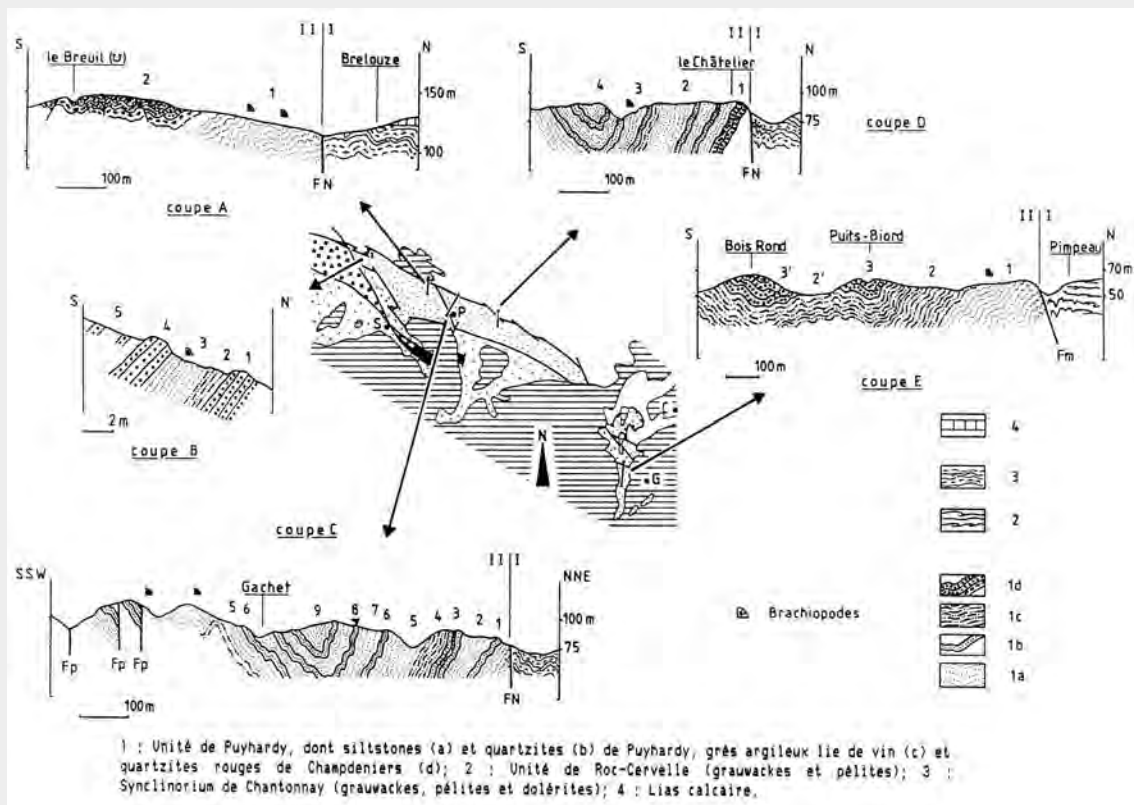 II I
S
N
le Breuil (U)
2
1
Brelouze
150m
100
FN
100m
coupe A
II I
S
N
le Châtelier
4 3 2 1
100m
75
FN
100m
coupe D
S
N
5 4 3 2 1
2 m
coupe B
II I
S
N
Bois Rond
Puits-Biord
Pimpeau
3' 2' 3 2 1
70m
50
Fm
100m
coupe E
S
P
N
G
coupe C
II I
SSW
NNE
Gachet
5 6 9 8 7 6 5 4 3 2 1
100m
75
Fp Fp Fp
FN
100m
4
3
2
1d
1c
1b
1a
Brachiopodes
1 : Unité de Puyhardy, dont siltstones (a) et quartzites (b) de Puyhardy, grès argileux lie de vin (c) et
quartzites rouges de Champdeniers (d); 2 : Unité de Roc-Cervelle (grauwackes et pélites); 3 :
Synclinorium de Chantonnay (grauwackes, pélites et dolérites); 4 : Lias calcaire.